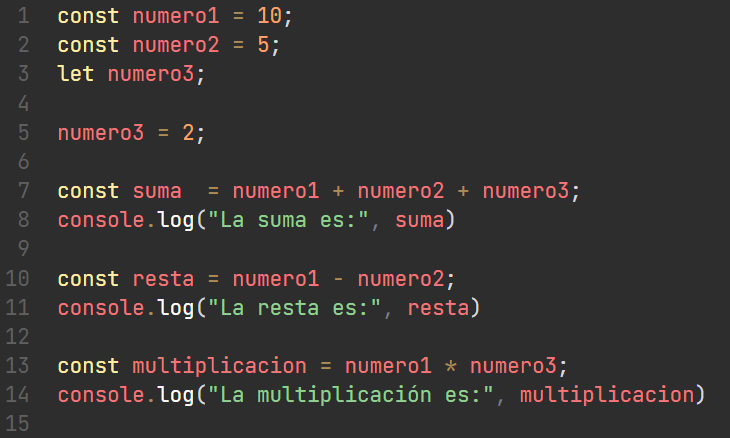 1 const numero1 = 10;
2 const numero2 = 5;
3 let numero3;
4
5 numero3 = 2;
6
7 const suma  = numero1 + numero2 + numero3;
8 console.log("La suma es:", suma)
9
10 const resta = numero1 - numero2;
11 console.log("La resta es:", resta)
12
13 const multiplicacion = numero1 * numero3;
14 console.log("La multiplicación es:", multiplicacion)
15